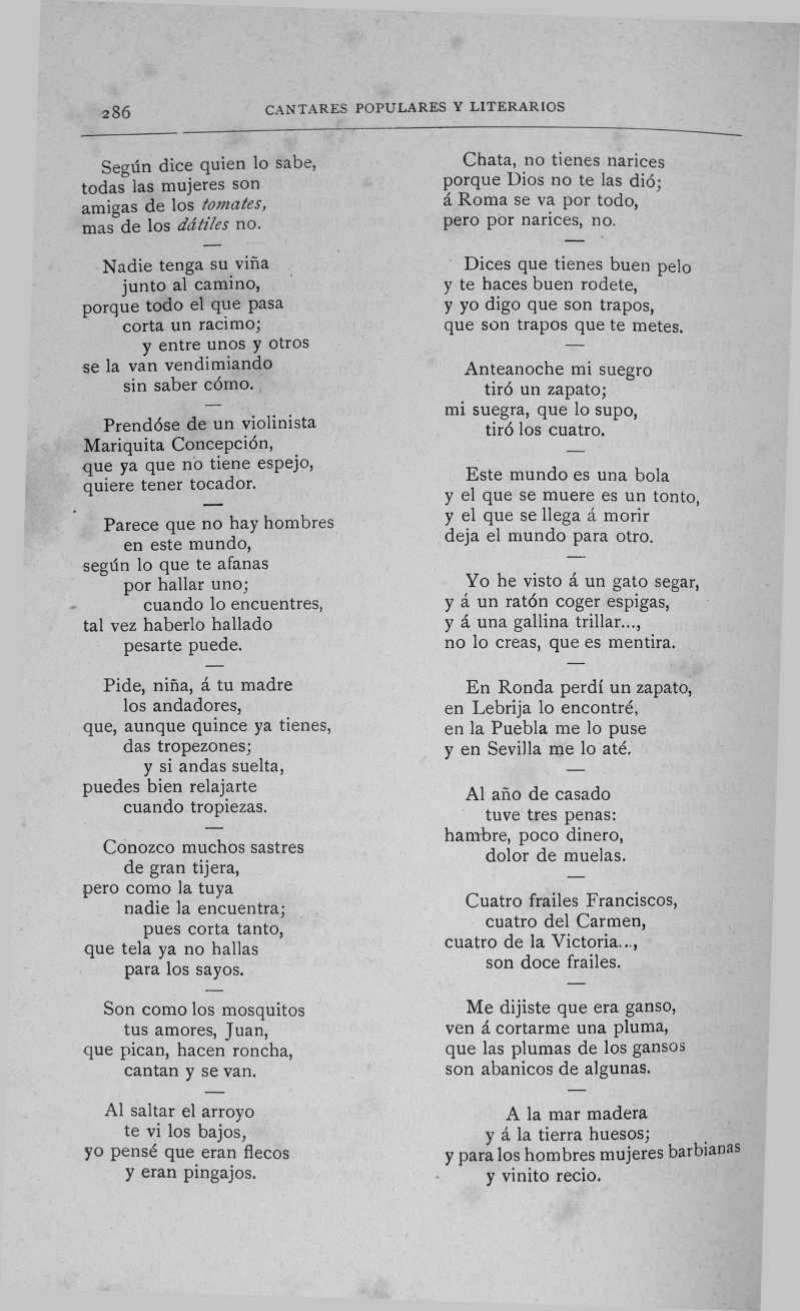 286
CANTARES POPULARES Y LITERARIOS
Según dice quien lo sabe,
todas las mujeres son
amigas de los tomates,
mas de los dátiles no.
Nadie tenga su viña
junto al camino,
porque todo el que pasa
corta un racimo;
y entre unos y otros
se la van vendimiando
sin saber cómo.
Prendóse de un violinista
Mariquita Concepción,
que ya que no tiene espejo,
quiere tener tocador.
Parece que no hay hombres
en este mundo,
según lo que te afanas
por hallar uno;
cuando lo encuentres,
tal vez haberlo hallado
pesarte puede.
Pide, niña, á tu madre
los andadores,
que, aunque quince ya tienes,
das tropezones;
y si andas suelta,
puedes bien relajarte
cuando tropiezas.
Conozco muchos sastres
de gran tijera,
pero como la tuya
nadie la encuentra;
pues corta tanto,
que tela ya no hallas
para los sayos.
Son como los mosquitos
tus amores, Juan,
que pican, hacen roncha,
cantan y se van.
Al saltar el arroyo
te vi los bajos,
yo pensé que eran flecos
y eran pingajos.
Chata, no tienes narices
porque Dios no te las dió;
á Roma se va por todo,
pero por narices, no.
Dices que tienes buen pelo
y te haces buen rodete,
y yo digo que son trapos,
que son trapos que te metes.
Anteanoche mi suegro
tiró un zapato;
mi suegra, que lo supo,
tiró los cuatro.
Este mundo es una bola
y el que se muere es un tonto,
y el que se llega á morir
deja el mundo para otro.
Yo he visto á un gato segar,
y á un ratón coger espigas,
y á una gallina trillar...,
no lo creas, que es mentira.
En Ronda perdí un zapato,
en Lebrija lo encontré,
en la Puebla me lo puse
y en Sevilla me lo até.
Al año de casado
tuve tres penas:
hambre, poco dinero,
dolor de muelas.
Cuatro frailes Franciscos,
cuatro del Carmen,
cuatro de la Victoria...,
son doce frailes.
Me dijiste que era ganso,
ven á cortarme una pluma,
que las plumas de los gansos
son abanicos de algunas.
A la mar madera
y á la tierra huesos;
y para los hombres mujeres barbianas
y vinito recio.